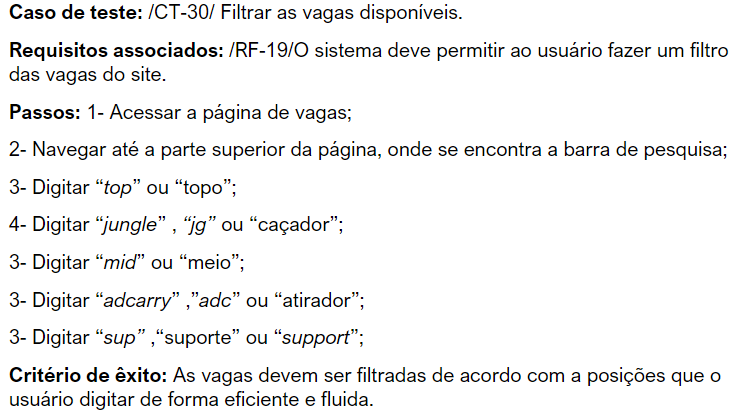 Caso de teste: /CT-30/ Filtrar as vagas disponíveis.
Requisitos associados: /RF-19/O sistema deve permitir ao usuário fazer um filtro
das vagas do site.
Passos: 1- Acessar a página de vagas;
2- Navegar até a parte superior da página, onde se encontra a barra de pesquisa;
3- Digitar “top” ou “topo”;
4- Digitar “jungle” , “jg” ou “caçador”;
3- Digitar “mid” ou “meio”;
3- Digitar “adcarry” ,”adc” ou “atirador”;
3- Digitar “sup” ,“suporte” ou “support”;
Critério de êxito: As vagas devem ser filtradas de acordo com a posições que o
usuário digitar de forma eficiente e fluida.